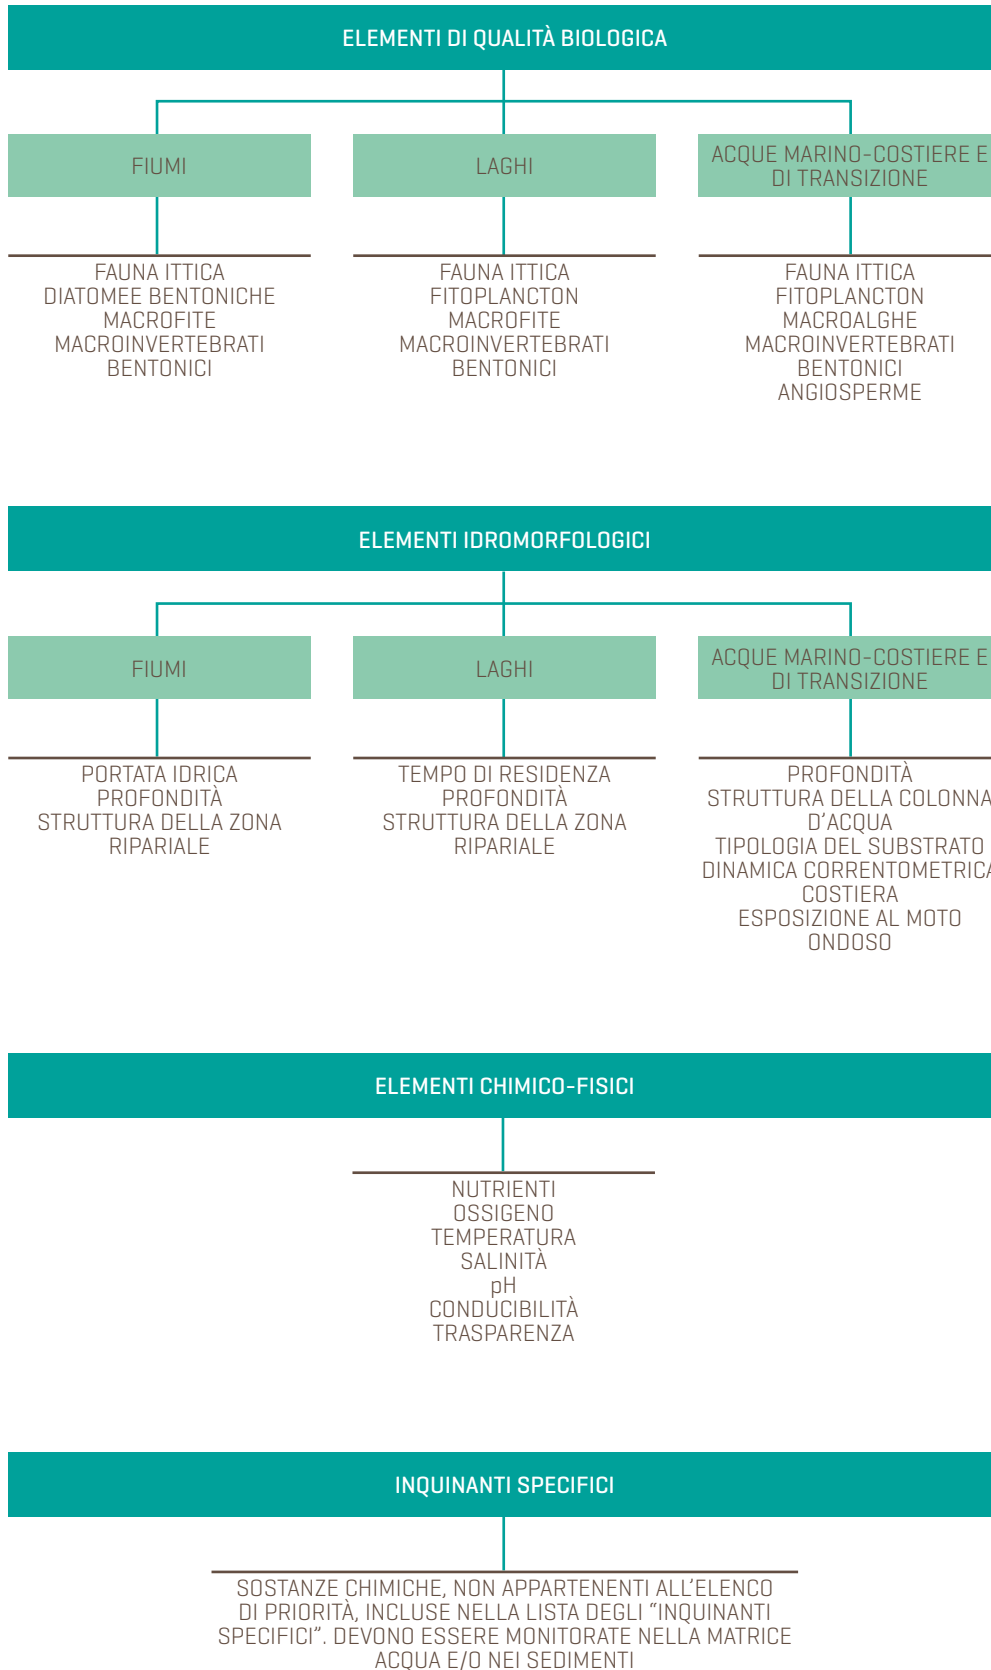 ELEMENTI DI QUALITÀ BIOLOGICA
FIUMI
FAUNA ITTICA
DIATOMEE BENTONICHE
MACROFITE
MACROINVERTEBRATI
BENTONICI
LAGHI
FAUNA ITTICA
FITOPLANCTON
MACROFITE
MACROINVERTEBRATI
BENTONICI
ACQUE MARINO-COSTIERE E
DI TRANSIZIONE
FAUNA ITTICA
FITOPLANCTON
MACROALGHE
MACROINVERTEBRATI
BENTONICI
ANGIOSPERME
ELEMENTI IDROMORFOLOGICI
FIUMI
PORTATA IDRICA
PROFONDITÀ
STRUTTURA DELLA ZONA
RIPARIALE
LAGHI
TEMPO DI RESIDENZA
PROFONDITÀ
STRUTTURA DELLA ZONA
RIPARIALE
ACQUE MARINO-COSTIERE E
DI TRANSIZIONE
PROFONDITÀ
STRUTTURA DELLA COLONNA
D'ACQUA
TIPOLOGIA DEL SUBSTRATO
DINAMICA CORRENTOMETRICA
COSTIERA
ESPOSIZIONE AL MOTO
ONDOSO
ELEMENTI CHIMICO-FISICI
NUTRIENTI
OSSIGENO
TEMPERATURA
SALINITÀ
pH
CONDUCIBILITÀ
TRASPARENZA
INQUINANTI SPECIFICI
SOSTANZE CHIMICHE, NON APPARTENENTI ALL'ELENCO
DI PRIORITÀ, INCLUSE NELLA LISTA DEGLI "INQUINANTI
SPECIFICI". DEVONO ESSERE MONITORATE NELLA MATRICE
ACQUA E/O NEI SEDIMENTI